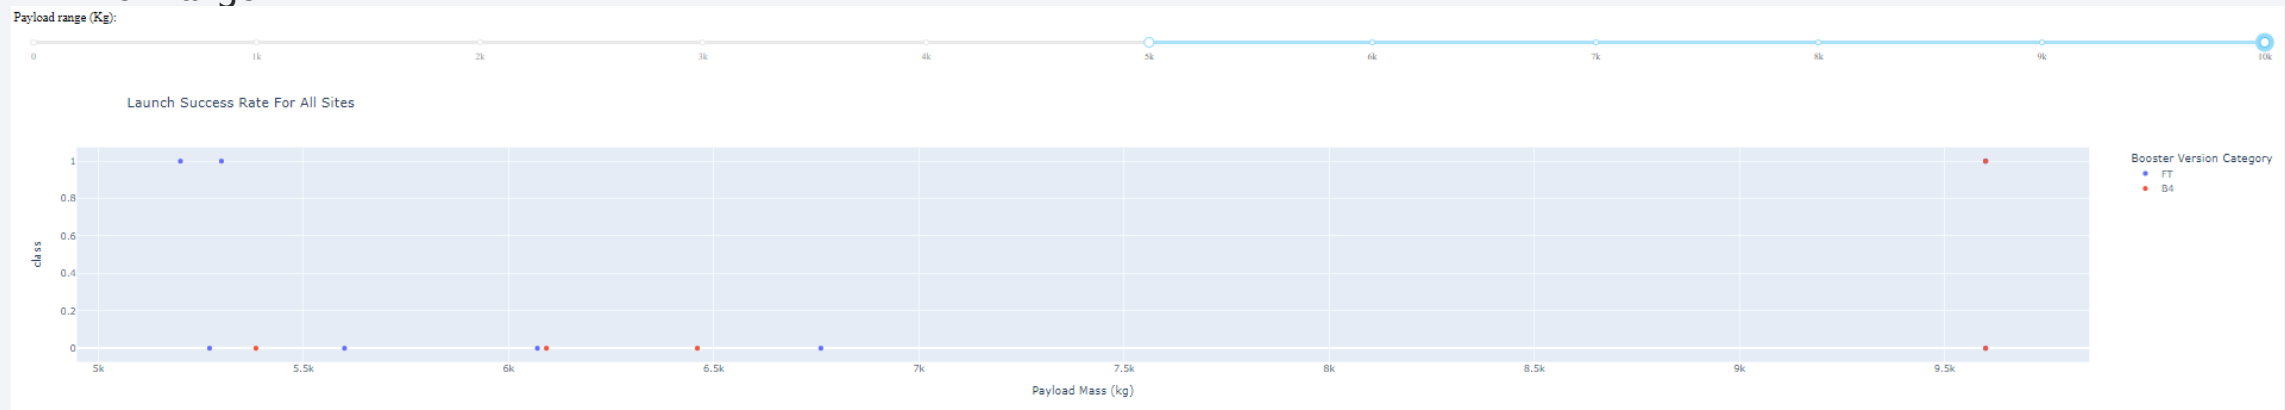 Payload range (Kg):
0 1k 2k 3k 4k 5k 6k 7k 8k 9k 10k
Launch Success Rate For All Sites
Booster Version Category
FT
B4
1
0.8
0.6
0.4
0.2
0
class
5k 5.5k 6k 6.5k 7k 7.5k 8k 8.5k 9k 9.5k
Payload Mass (kg)